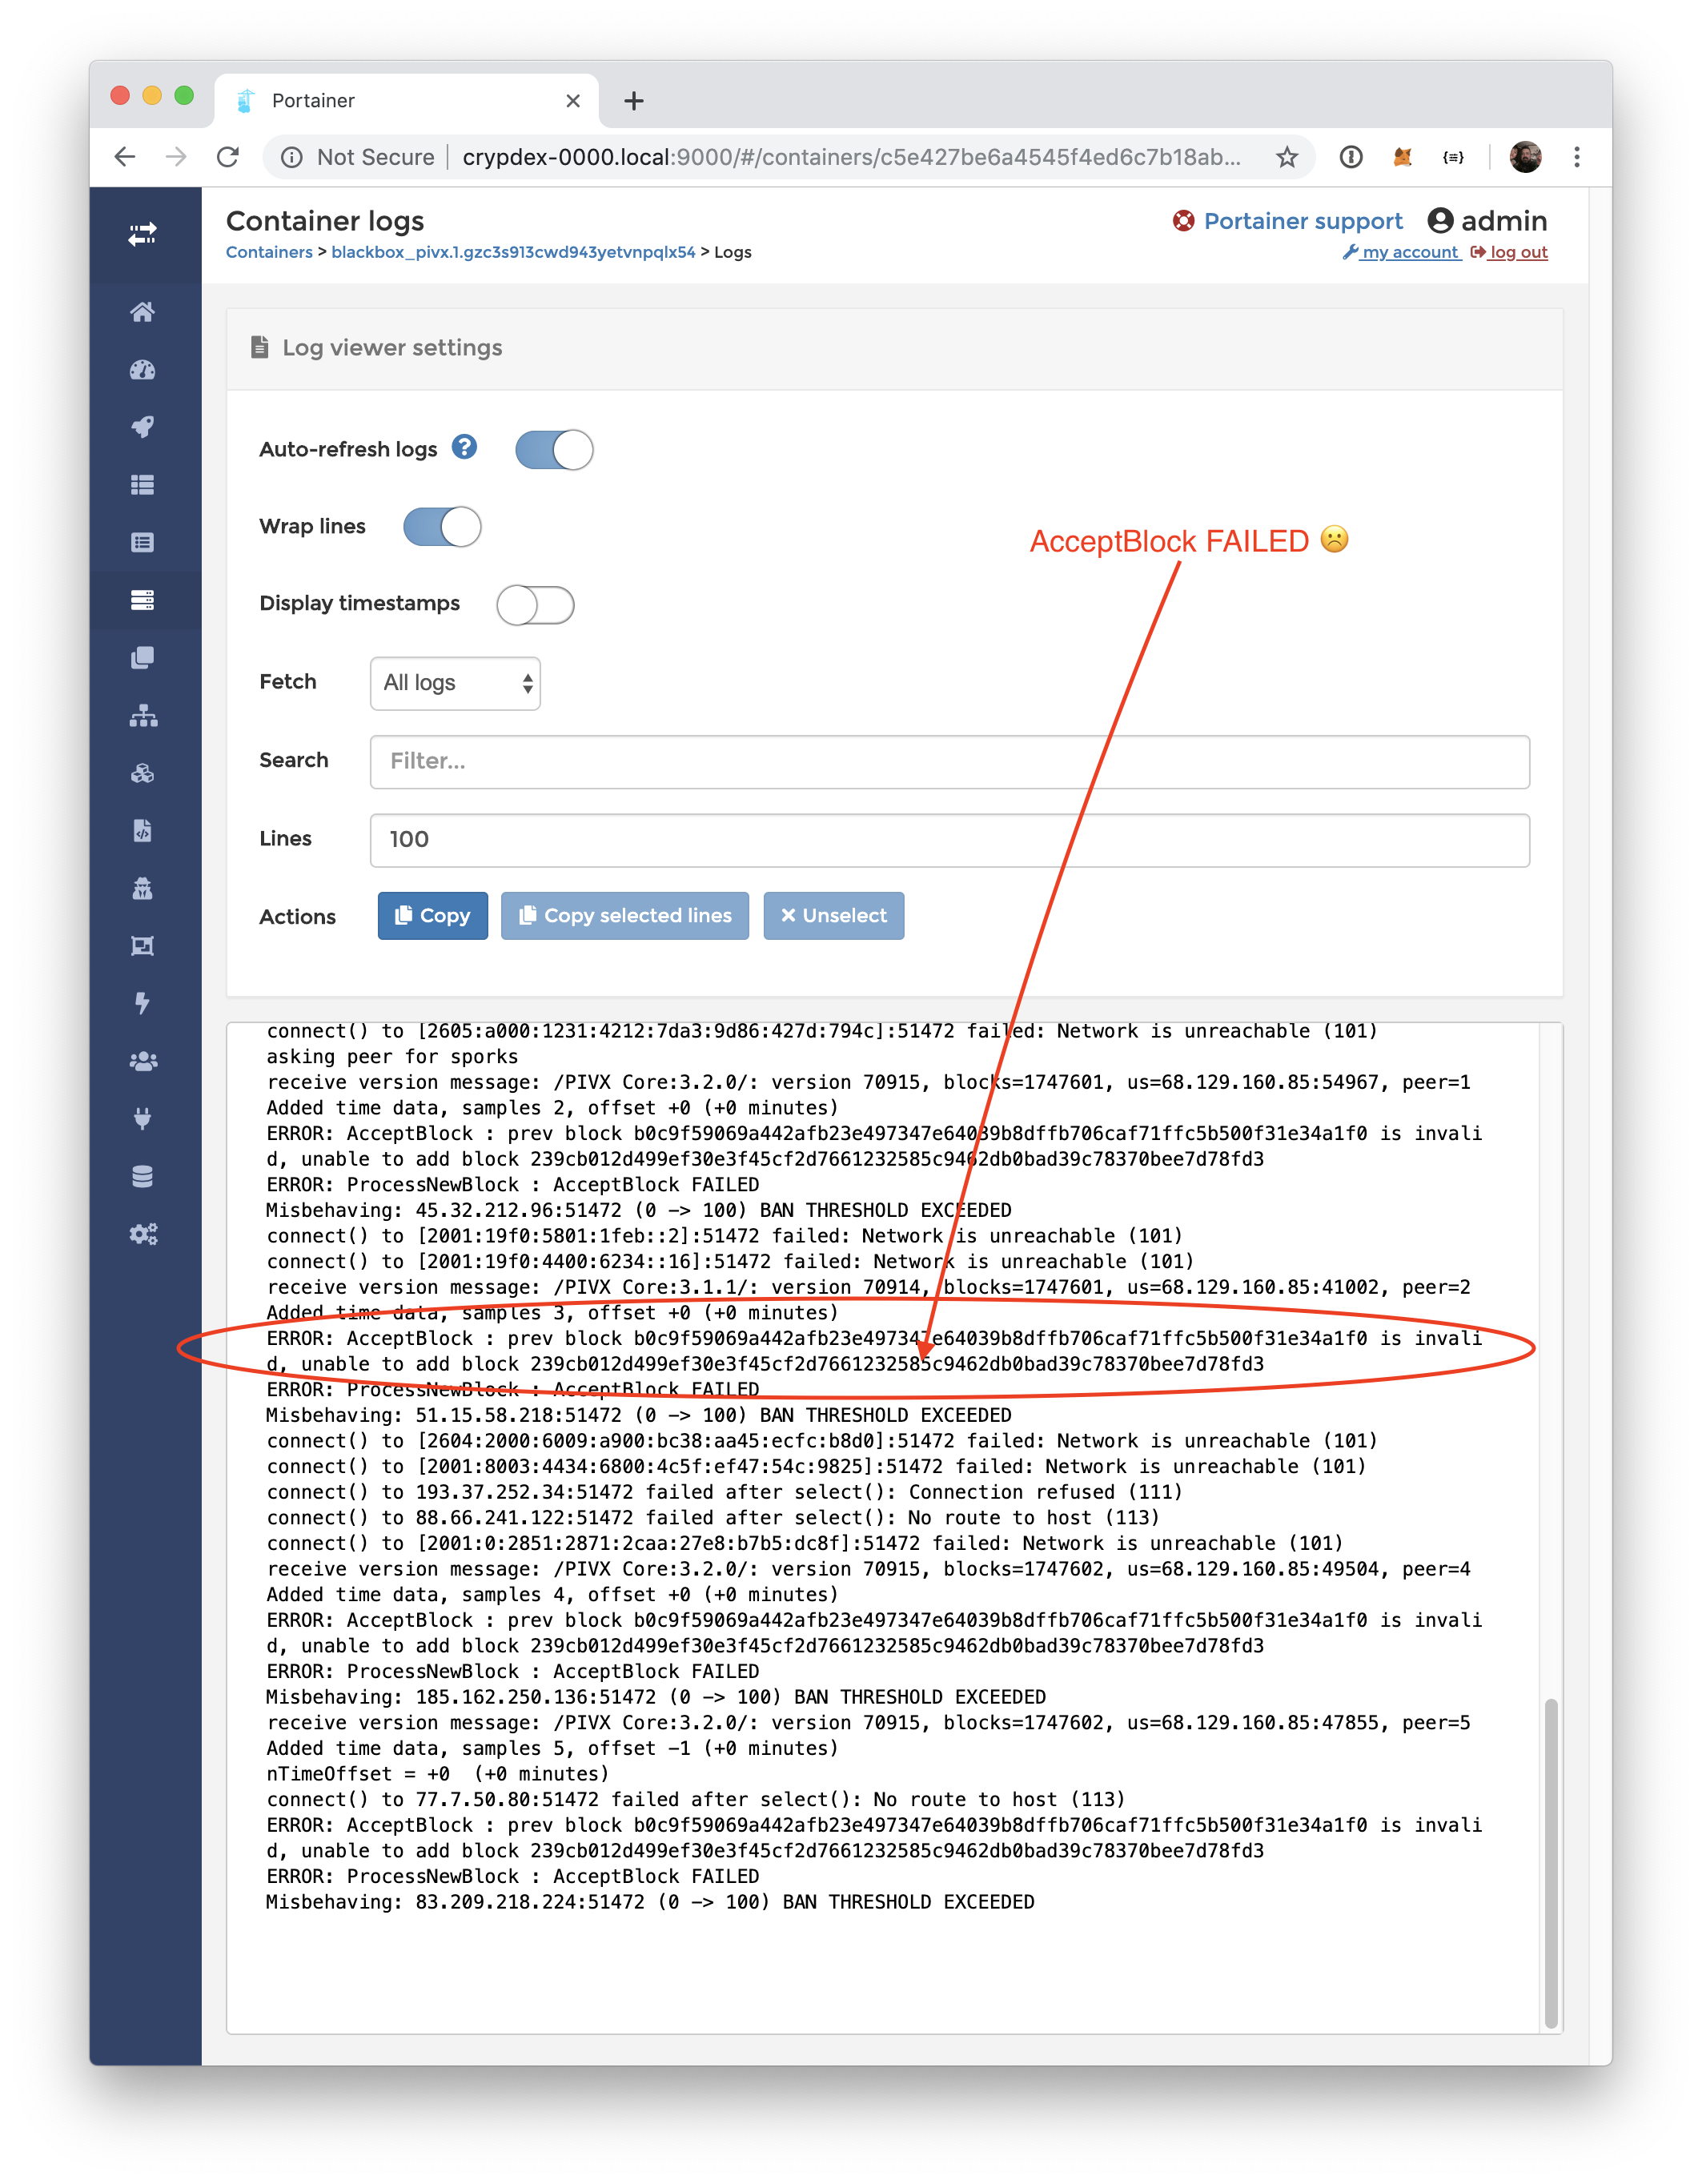 Portainer
Not Secure crypdex-0000.local:9000/#/containers/c5e427be6a4545f4ed6c7b18ab...
Container logs
Portainer support admin
Containers > blackbox_pivx.1.gzc3s913cwd943yetvnpqlx54 > Logs
my account log out
Log viewer settings
Auto-refresh logs
Wrap lines
AcceptBlock FAILED ☹️
Display timestamps
Fetch All logs
Search Filter...
Lines 100
Actions Copy Copy selected lines Unselect
connect() to [2605:a000:1231:4212:7da3:9d86:427d:794c]:51472 failed: Network is unreachable (101)
asking peer for sporks
receive version message: /PIVX Core:3.2.0/: version 70915, blocks=1747601, us=68.129.160.85:54967, peer=1
Added time data, samples 2, offset +0 (+0 minutes)
ERROR: AcceptBlock : prev block b0c9f59069a442afb23e497347e64039b8dffb706caf71ffc5b500f31e34a1f0 is invali
d, unable to add block 239cb012d499ef30e3f45cf2d7661232585c9462db0bad39c78370bee7d78fd3
ERROR: ProcessNewBlock : AcceptBlock FAILED
Misbehaving: 45.32.212.96:51472 (0 -> 100) BAN THRESHOLD EXCEEDED
connect() to [2001:19f0:5801:1feb::2]:51472 failed: Network is unreachable (101)
connect() to [2001:19f0:4400:6234::16]:51472 failed: Network is unreachable (101)
receive version message: /PIVX Core:3.1.1/: version 70914, blocks=1747601, us=68.129.160.85:41002, peer=2
Added time data, samples 3, offset +0 (+0 minutes)
ERROR: AcceptBlock : prev block b0c9f59069a442afb23e497347e64039b8dffb706caf71ffc5b500f31e34a1f0 is invali
d, unable to add block 239cb012d499ef30e3f45cf2d7661232585c9462db0bad39c78370bee7d78fd3
ERROR: ProcessNewBlock : AcceptBlock FAILED
Misbehaving: 51.15.58.218:51472 (0 -> 100) BAN THRESHOLD EXCEEDED
connect() to [2604:2000:6009:a900:bc38:aa45:ecfc:b8d0]:51472 failed: Network is unreachable (101)
connect() to [2001:8003:4434:6800:4c5f:ef47:54c:9825]:51472 failed: Network is unreachable (101)
connect() to 193.37.252.34:51472 failed after select(): Connection refused (111)
connect() to 88.66.241.122:51472 failed after select(): No route to host (113)
connect() to [2001:0:2851:2871:2caa:27e8:b7b5:dc8f]:51472 failed: Network is unreachable (101)
receive version message: /PIVX Core:3.2.0/: version 70915, blocks=1747602, us=68.129.160.85:49504, peer=4
Added time data, samples 4, offset +0 (+0 minutes)
ERROR: AcceptBlock : prev block b0c9f59069a442afb23e497347e64039b8dffb706caf71ffc5b500f31e34a1f0 is invali
d, unable to add block 239cb012d499ef30e3f45cf2d7661232585c9462db0bad39c78370bee7d78fd3
ERROR: ProcessNewBlock : AcceptBlock FAILED
Misbehaving: 185.162.250.136:51472 (0 -> 100) BAN THRESHOLD EXCEEDED
receive version message: /PIVX Core:3.2.0/: version 70915, blocks=1747602, us=68.129.160.85:47855, peer=5
Added time data, samples 5, offset -1 (+0 minutes)
nTimeOffset = +0  (+0 minutes)
connect() to 77.7.50.80:51472 failed after select(): No route to host (113)
ERROR: AcceptBlock : prev block b0c9f59069a442afb23e497347e64039b8dffb706caf71ffc5b500f31e34a1f0 is invali
d, unable to add block 239cb012d499ef30e3f45cf2d7661232585c9462db0bad39c78370bee7d78fd3
ERROR: ProcessNewBlock : AcceptBlock FAILED
Misbehaving: 83.209.218.224:51472 (0 -> 100) BAN THRESHOLD EXCEEDED